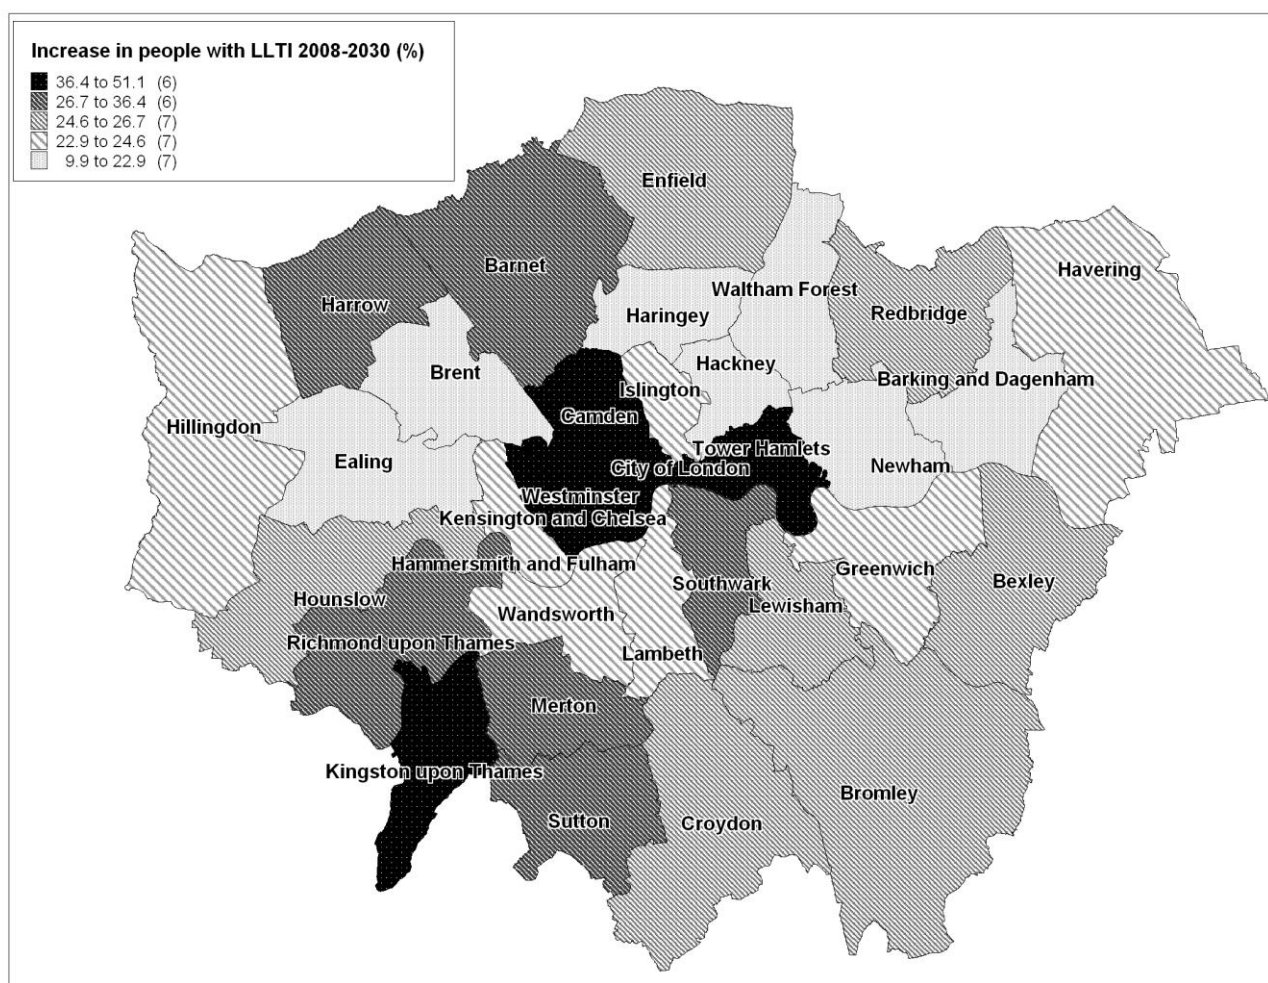 Increase in people with LLTI 2008-2030 (%)
36.4 to 51.1 (6)
26.7 to 36.4 (6)
24.6 to 26.7 (7)
22.9 to 24.6 (7)
9.9 to 22.9 (7)
Enfield
Barnet
Havering
Waltham Forest
Harrow
Haringey
Redbridge
Hackney
Brent
Barking and Dagenham
Islington
Camden
Hillingdon
Tower Hamlets
Ealing
City of London
Newham
Westminster
Kensington and Chelsea
Hammersmith and Fulham
Greenwich
Southwark
Bexley
Hounslow
Lewisham
Wandsworth
Richmond upon Thames
Lambeth
Merton
Kingston upon Thames
Bromley
Sutton
Croydon